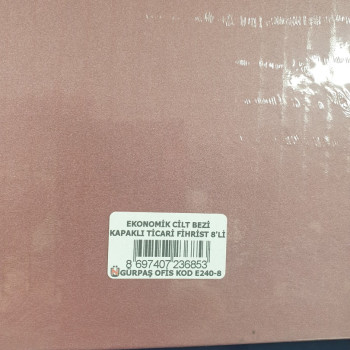 EKONOMİK CİLT BEZİ
KAPAKLI TİCARİ FİHRİST 8'Lİ
8 697407 236853
GÜRPAŞ OFİS KOD E240-8